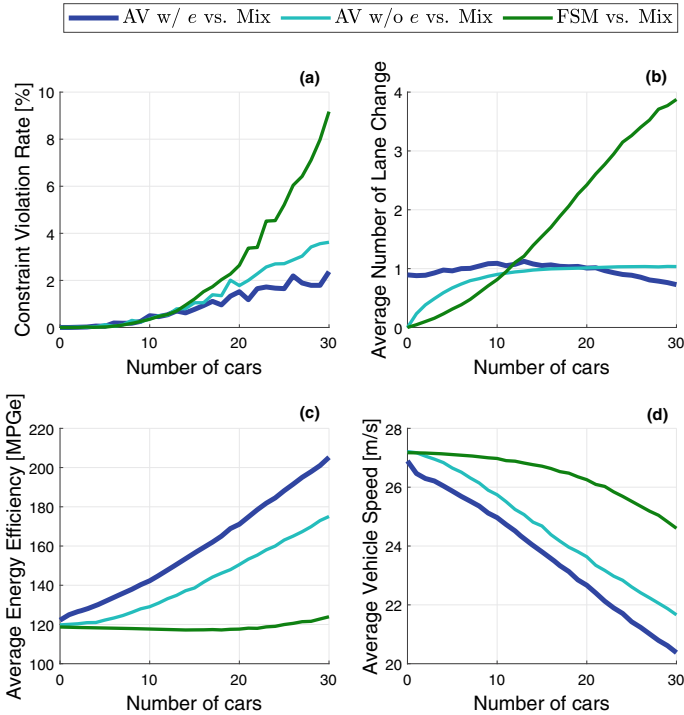 AV w/ e vs. Mix AV w/o e vs. Mix FSM vs. Mix
(a)
Constraint Violation Rate [%]
10
8
6
4
2
0
0 10 20 30
Number of cars
(b)
Average Number of Lane Change
4
3
2
1
0
0 10 20 30
Number of cars
(c)
Average Energy Efficiency [MPGe]
220
200
180
160
140
120
100
0 10 20 30
Number of cars
(d)
Average Vehicle Speed [m/s]
28
26
24
22
20
0 10 20 30
Number of cars